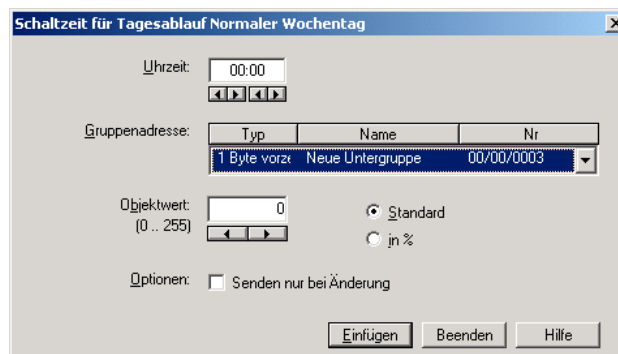 Schaltzeit für Tagesablauf Normaler Wochentag
Uhrzeit: 00:00
Gruppenadresse: Typ Name Nr
1 Byte vorze Neue Untergruppe 00/00/0003
Objektwert: 0 Standard
(0 .. 255) in %
Optionen: Senden nur bei Änderung
Einfügen Beenden Hilfe